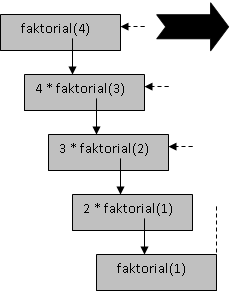 faktorial(4)
4 * faktorial(3)
3 * faktorial(2)
2 * faktorial(1)
faktorial(1)